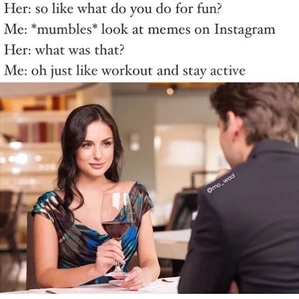 Her: so like what do you do for fun?
Me: *mumbles* look at memes on Instagram
Her: what was that?
Me: oh just like workout and stay active
@mo_wad